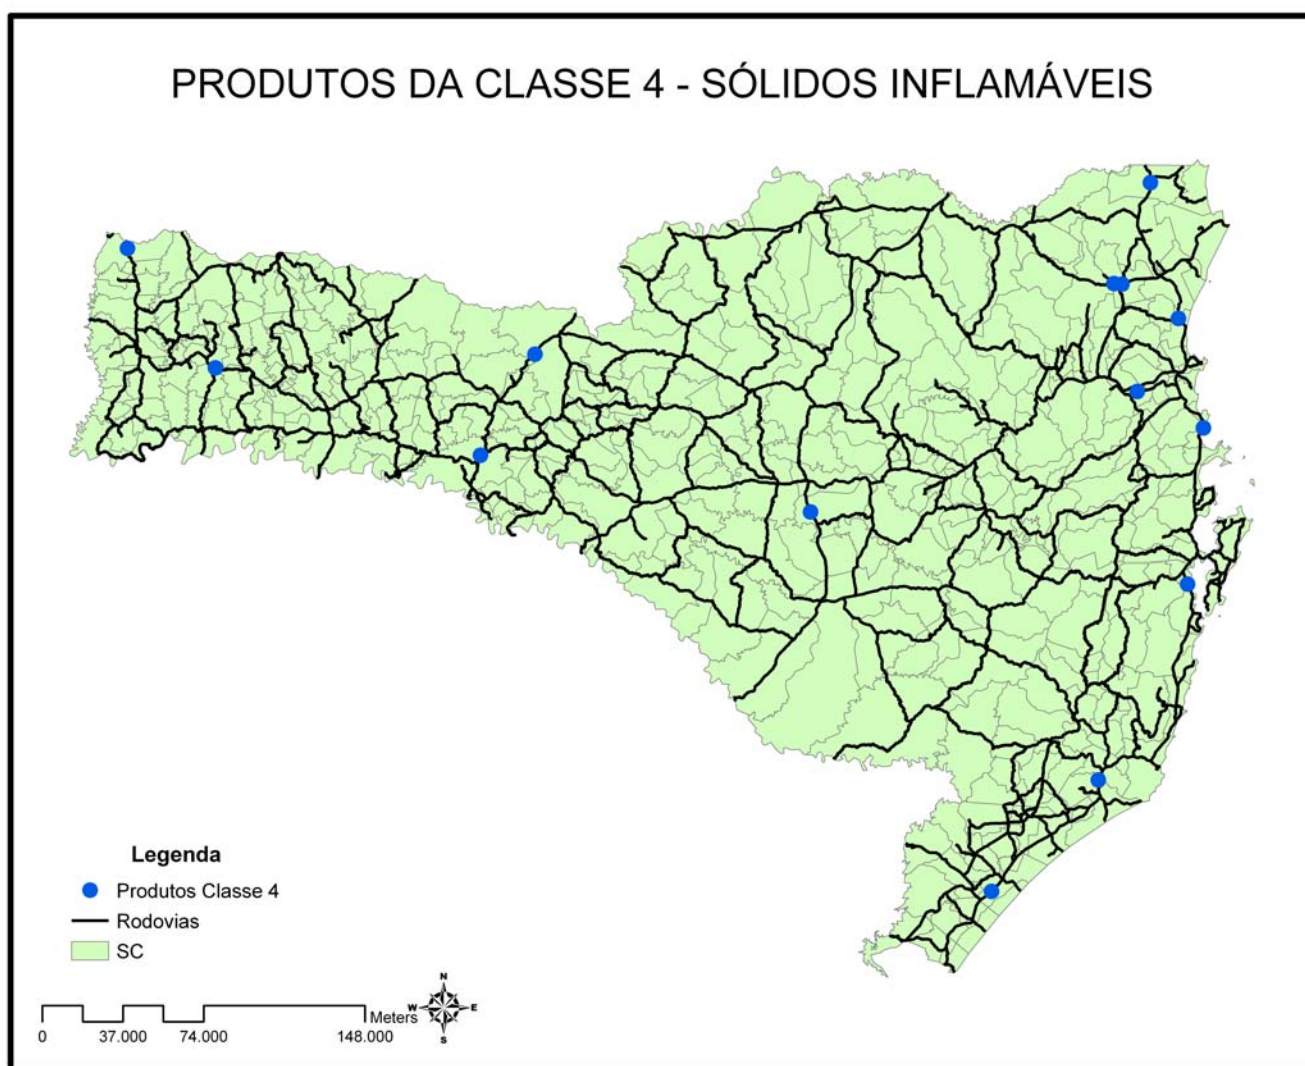 PRODUTOS DA CLASSE 4 - SÓLIDOS INFLAMÁVEIS
Legenda
Produtos Classe 4
Rodovias
SC
N
W E
S
Meters
0 37.000 74.000 148.000